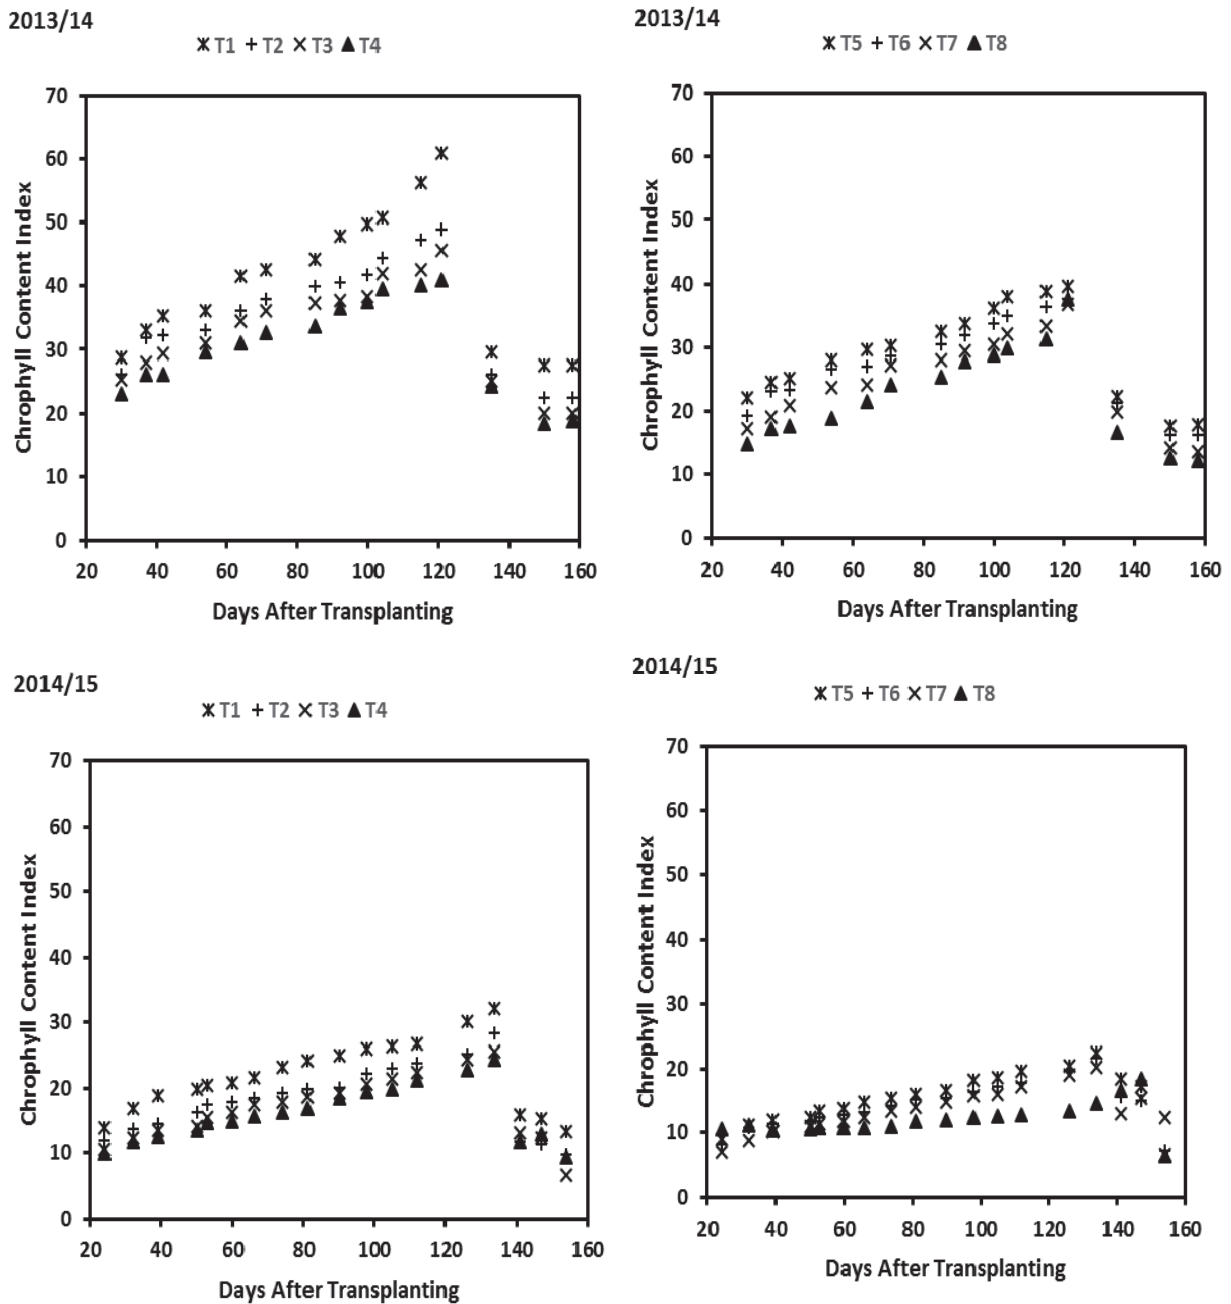 2013/14
T1 T2 T3 T4
70
60
50
40
30
20
10
0
20 40 60 80 100 120 140 160
Chrophyll Content Index
Days After Transplanting
2013/14
T5 T6 T7 T8
70
60
50
40
30
20
10
0
20 40 60 80 100 120 140 160
Chrophyll Content Index
Days After Transplanting
2014/15
T1 T2 T3 T4
70
60
50
40
30
20
10
0
20 40 60 80 100 120 140 160
Chrophyll Content Index
Days After Transplanting
2014/15
T5 T6 T7 T8
70
60
50
40
30
20
10
0
20 40 60 80 100 120 140 160
Chrophyll Content Index
Days After Transplanting